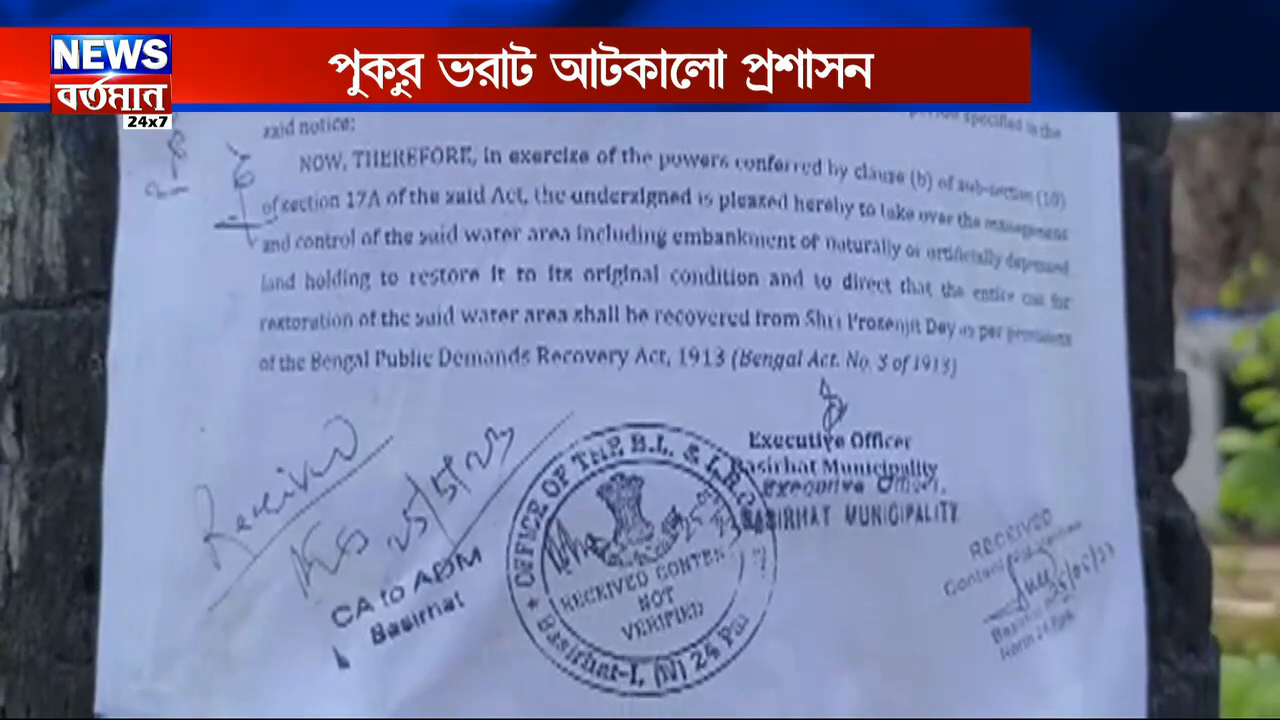 NEWS
বর্তমান
24x7
পুকুর ভরাট আটকালো প্রশাসন
specified in the
said notice;
NOW, THEREFORE, in exercise of the powers conferred by clause (b) of sub-section (10)
of section 17A of the said Act, the undersigned is pleased hereby to take over the management
and control of the said water area including embankment or naturally or artificially depressed
land holding to restore it to its original condition and to direct that the entire cost for
restoration of the said water area shall be recovered from Shri Prosenjit Dey as per provisions
of the Bengal Public Demands Recovery Act, 1913 (Bengal Act. No. 3 of 1913)
Executive Officer
Basirhat Municipality
Executive Officer,
BASIRHAT MUNICIPALITY
Received
CA to ADM
Basirhat
OFFICE OF THE B.L. & L.R.O
RECEIVED CONTENT
NOT
VERIFIED
Basirhat-I, (N) 24
RECEIVED